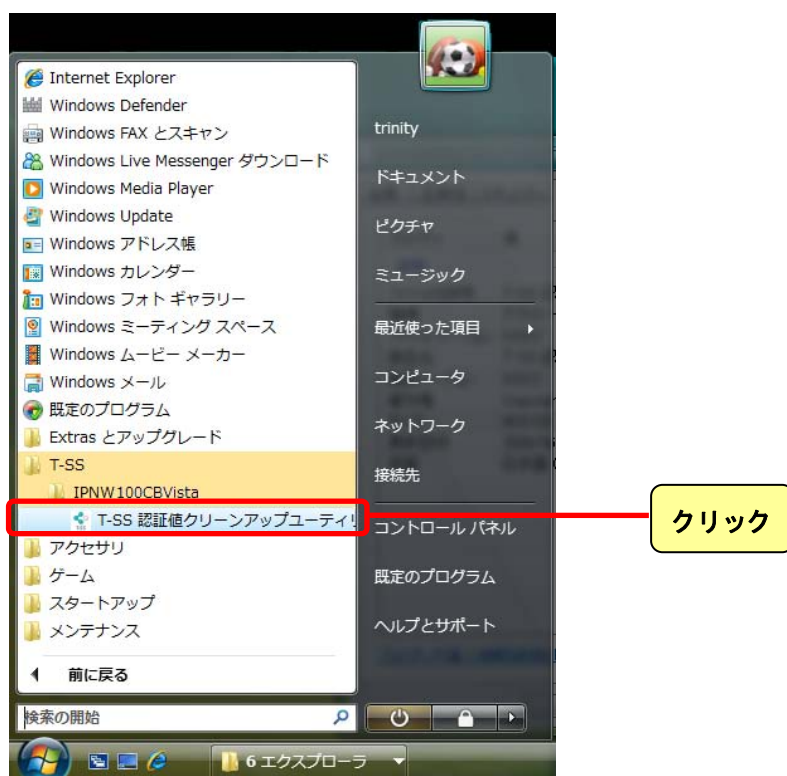 Internet Explorer
Windows Defender
Windows FAX とスキャン
Windows Live Messenger ダウンロード
Windows Media Player
Windows Update
Windows アドレス帳
Windows カレンダー
Windows フォト ギャラリー
Windows ミーティング スペース
Windows ムービー メーカー
Windows メール
既定のプログラム
Extras とアップグレード
T-SS
IPNW100CBVista
T-SS 認証値クリーンアップユーティリ
アクセサリ
ゲーム
スタートアップ
メンテナンス
前に戻る
検索の開始
trinity
ドキュメント
ピクチャ
ミュージック
最近使った項目
コンピュータ
ネットワーク
接続先
コントロール パネル
既定のプログラム
ヘルプとサポート
クリック
6 エクスプローラ